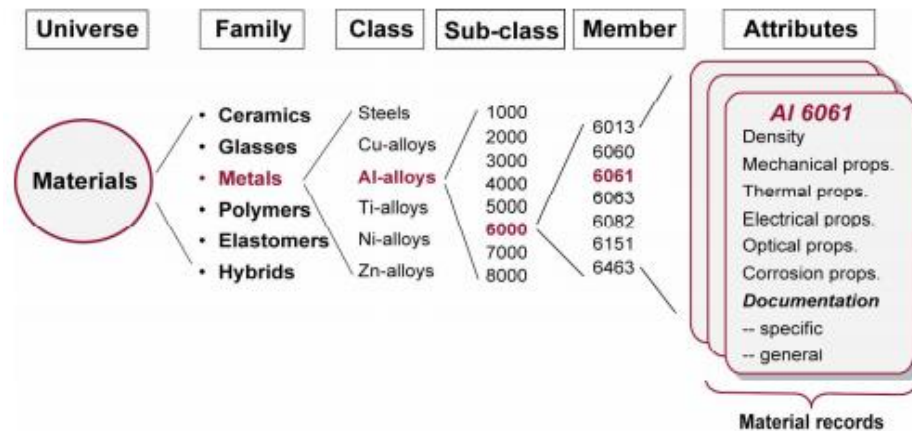 Universe
Family
Class
Sub-class
Member
Attributes
Materials
• Ceramics
• Glasses
• Metals
• Polymers
• Elastomers
• Hybrids
Steels
Cu-alloys
Al-alloys
Ti-alloys
Ni-alloys
Zn-alloys
1000
2000
3000
4000
5000
6000
7000
8000
6013
6060
6061
6063
6082
6151
6463
Al 6061
Density
Mechanical props.
Thermal props.
Electrical props.
Optical props.
Corrosion props.
Documentation
-- specific
-- general
Material records